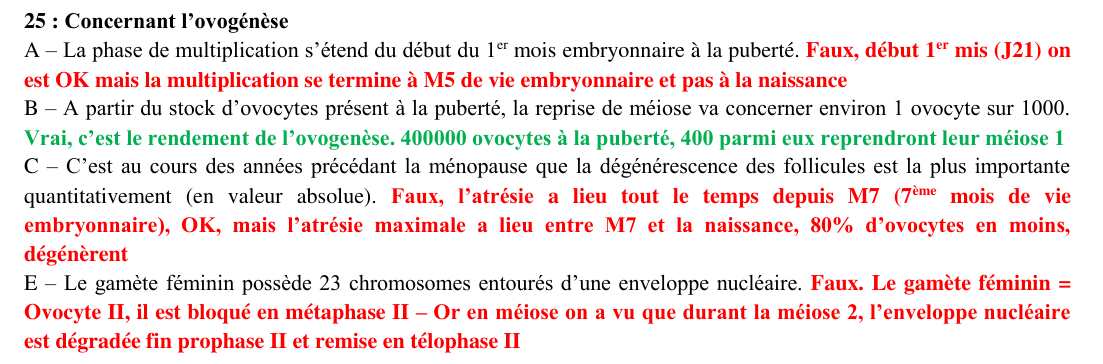 25 : Concernant l’ovogénèse
A – La phase de multiplication s’étend du début du 1er mois embryonnaire à la puberté. Faux, début 1er mis (J21) on
est OK mais la multiplication se termine à M5 de vie embryonnaire et pas à la naissance
B – A partir du stock d’ovocytes présent à la puberté, la reprise de méiose va concerner environ 1 ovocyte sur 1000.
Vrai, c’est le rendement de l’ovogenèse. 400000 ovocytes à la puberté, 400 parmi eux reprendront leur méiose 1
C – C’est au cours des années précédant la ménopause que la dégénérescence des follicules est la plus importante
quantitativement (en valeur absolue). Faux, l’atrésie a lieu tout le temps depuis M7 (7ème mois de vie
embryonnaire), OK, mais l’atrésie maximale a lieu entre M7 et la naissance, 80% d’ovocytes en moins,
dégénèrent
E – Le gamète féminin possède 23 chromosomes entourés d’une enveloppe nucléaire. Faux. Le gamète féminin =
Ovocyte II, il est bloqué en métaphase II – Or en méiose on a vu que durant la méiose 2, l’enveloppe nucléaire
est dégradée fin prophase II et remise en télophase II